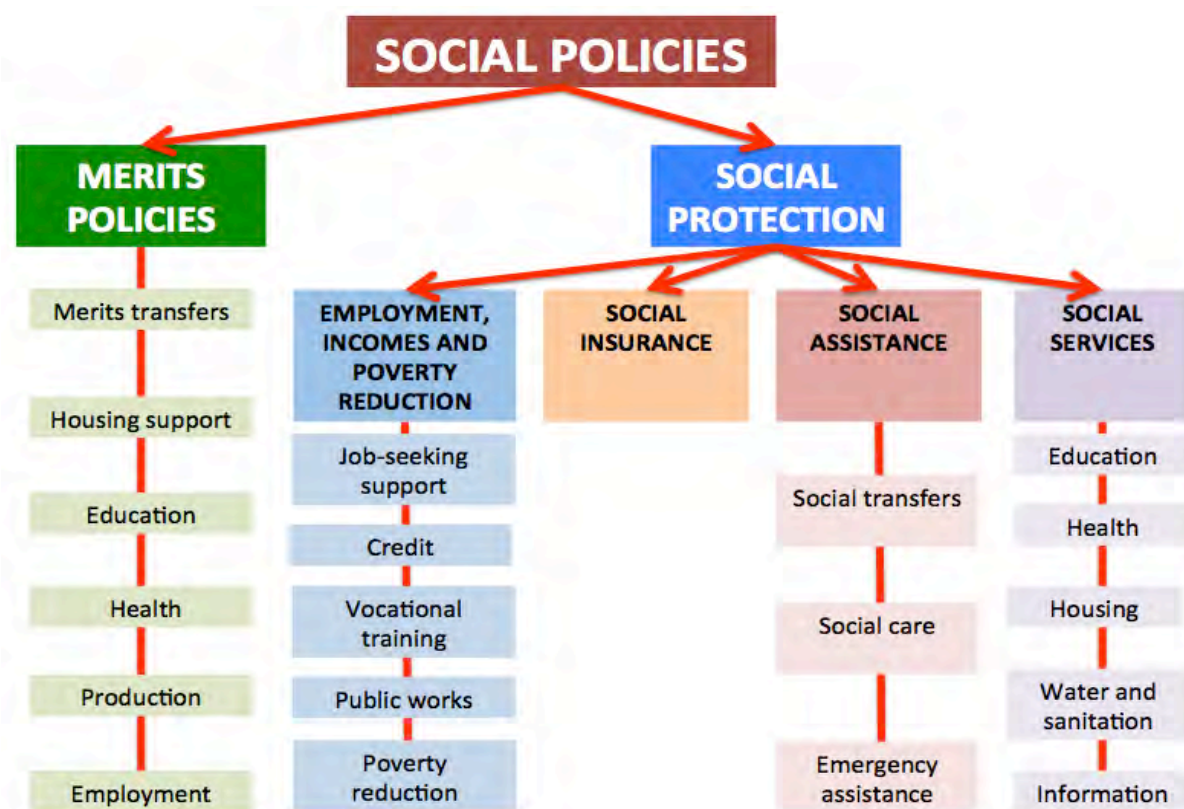 SOCIAL POLICIES
MERITS
POLICIES
SOCIAL
PROTECTION
Merits transfers
Housing support
Education
Health
Production
Employment
EMPLOYMENT,
INCOMES AND
POVERTY
REDUCTION
Job-seeking
support
Credit
Vocational
training
Public works
Poverty
reduction
SOCIAL
INSURANCE
SOCIAL
ASSISTANCE
Social transfers
Social care
Emergency
assistance
SOCIAL
SERVICES
Education
Health
Housing
Water and
sanitation
Information